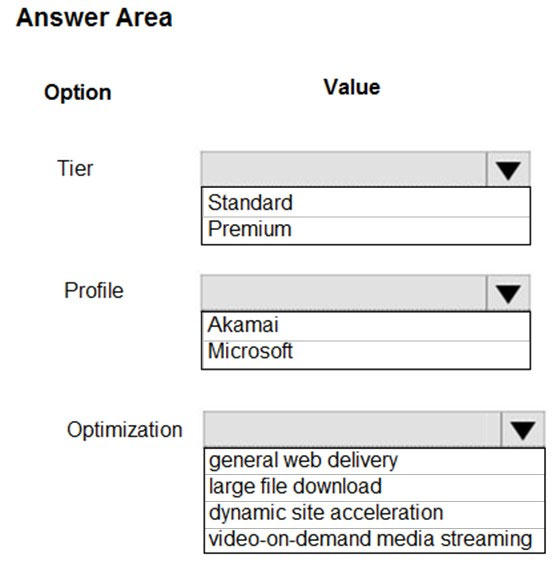 Answer Area
Option Value
Tier
Standard
Premium
Profile
Akamai
Microsoft
Optimization
general web delivery
large file download
dynamic site acceleration
video-on-demand media streaming